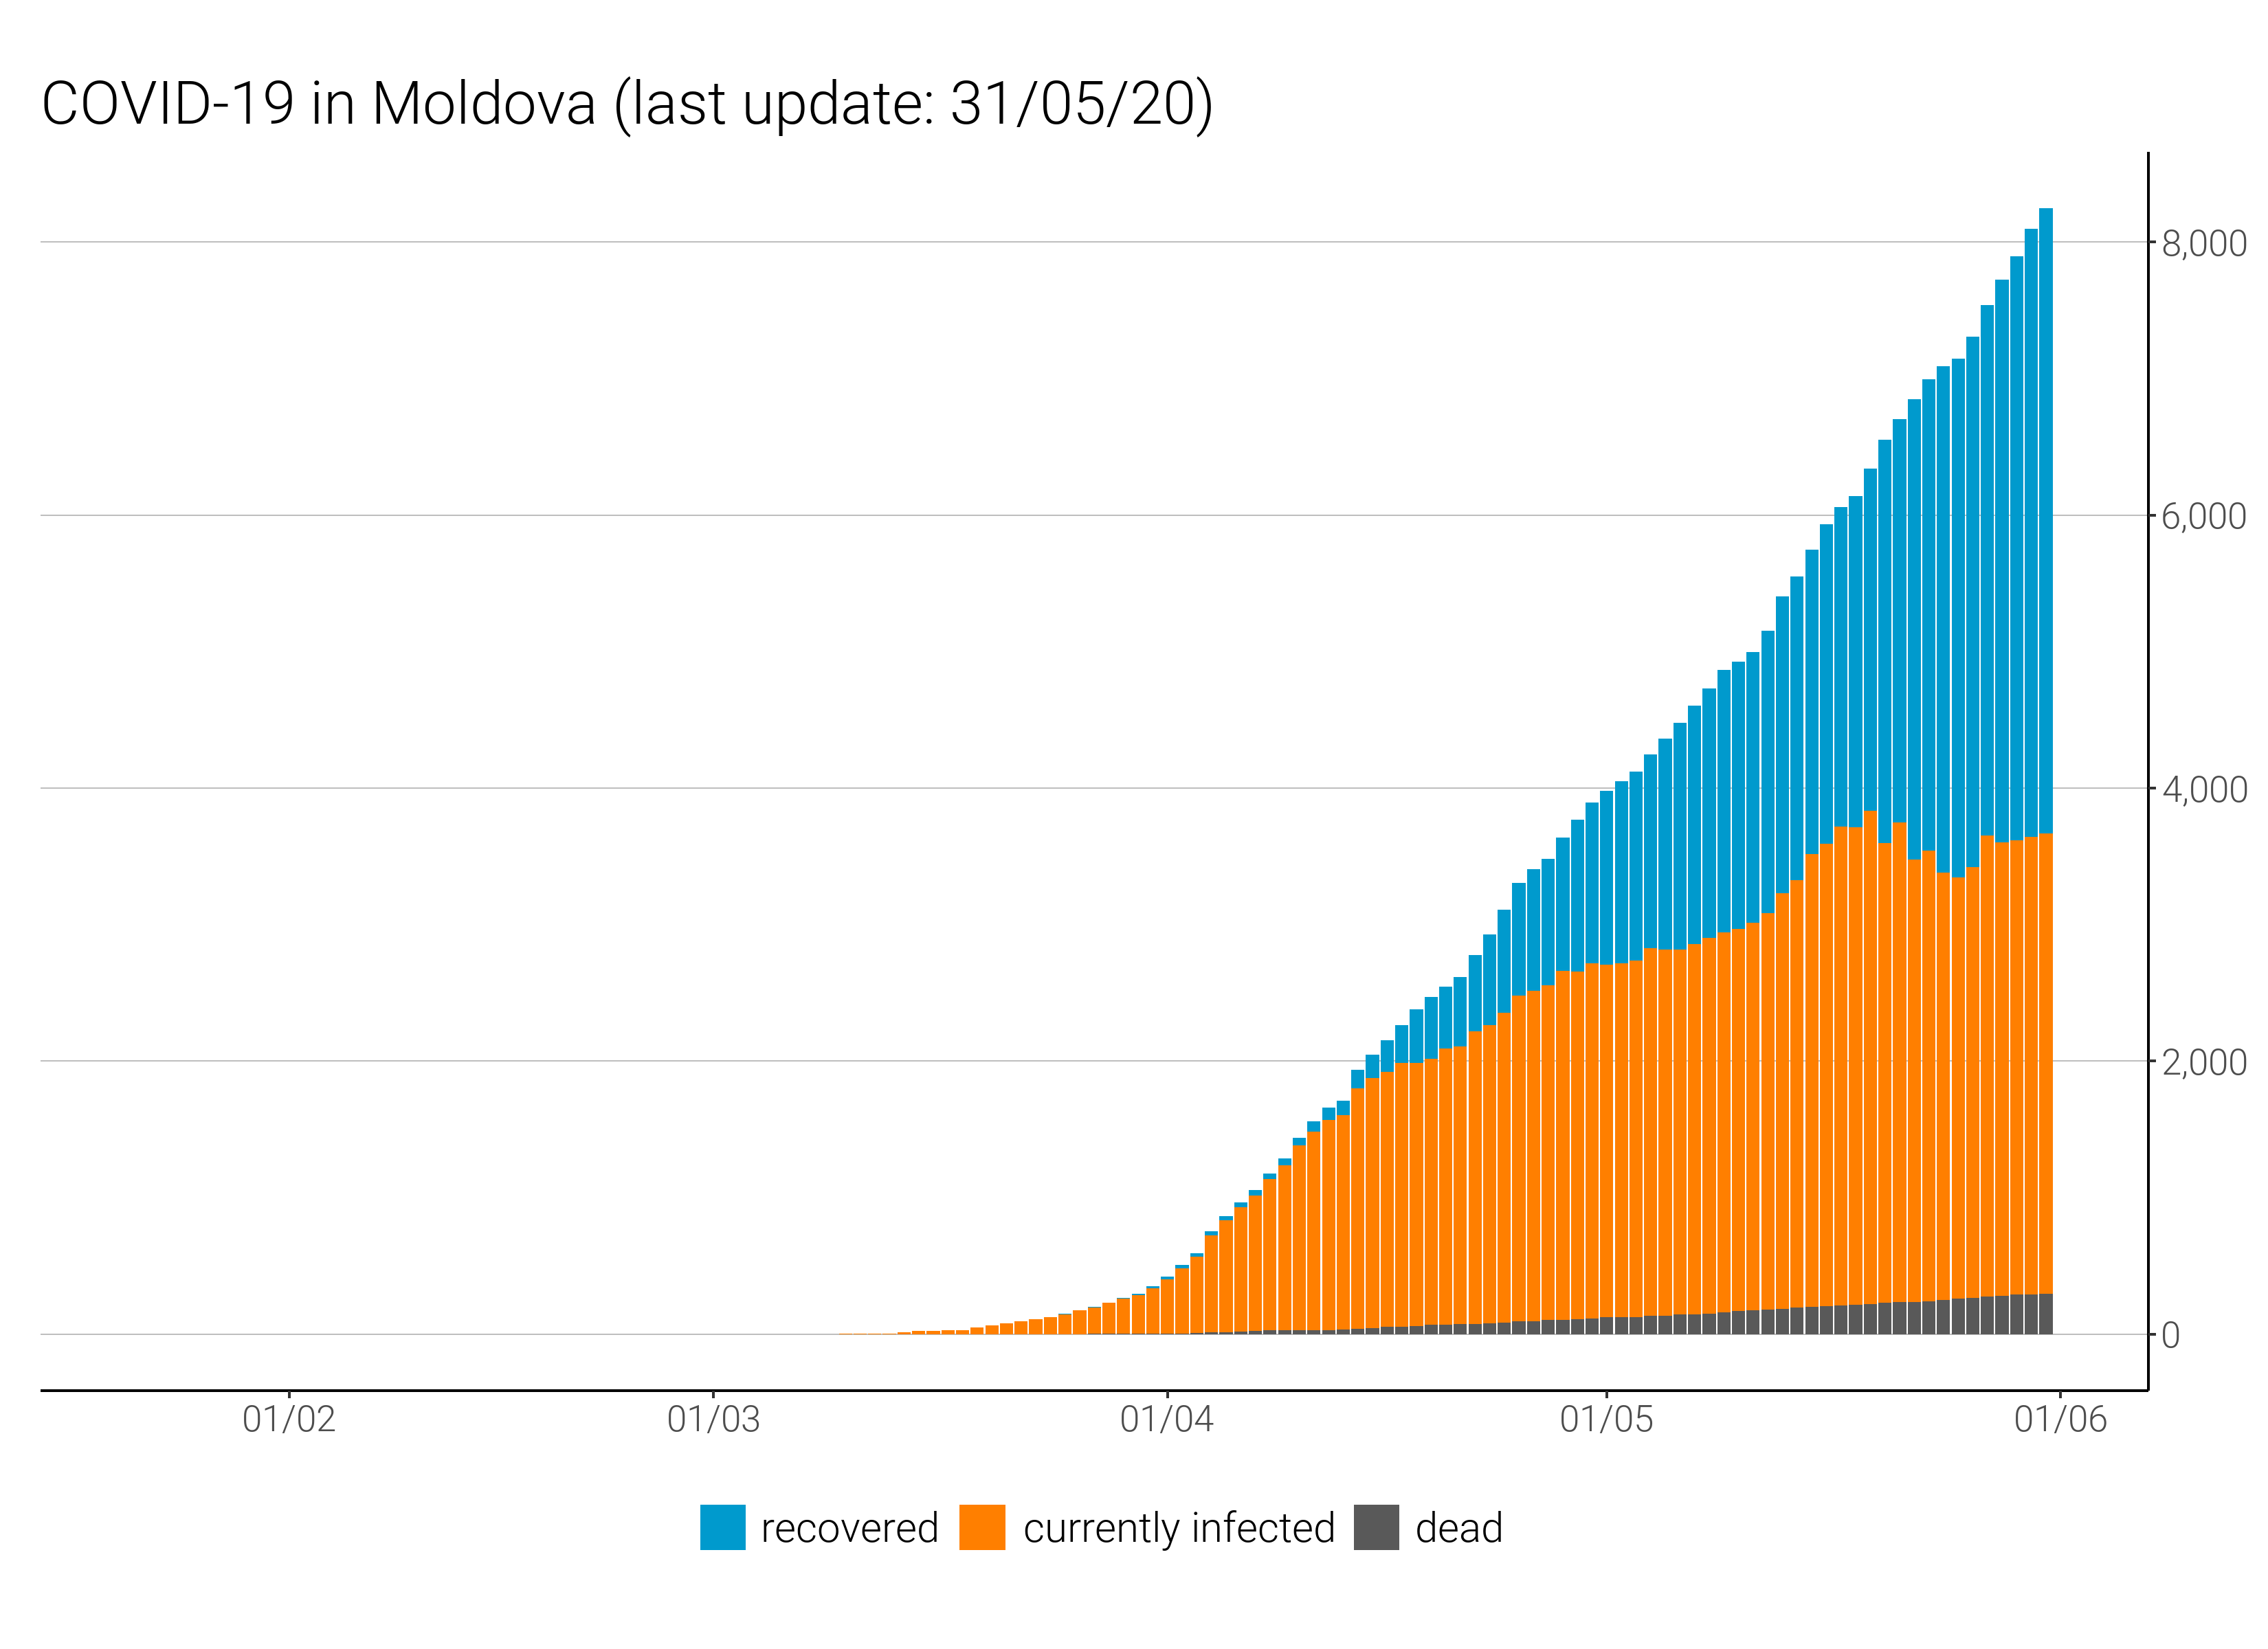 COVID-19 in Moldova (last update: 31/05/20)
8,000
6,000
4,000
2,000
0
01/02 01/03 01/04 01/05 01/06
recovered currently infected dead